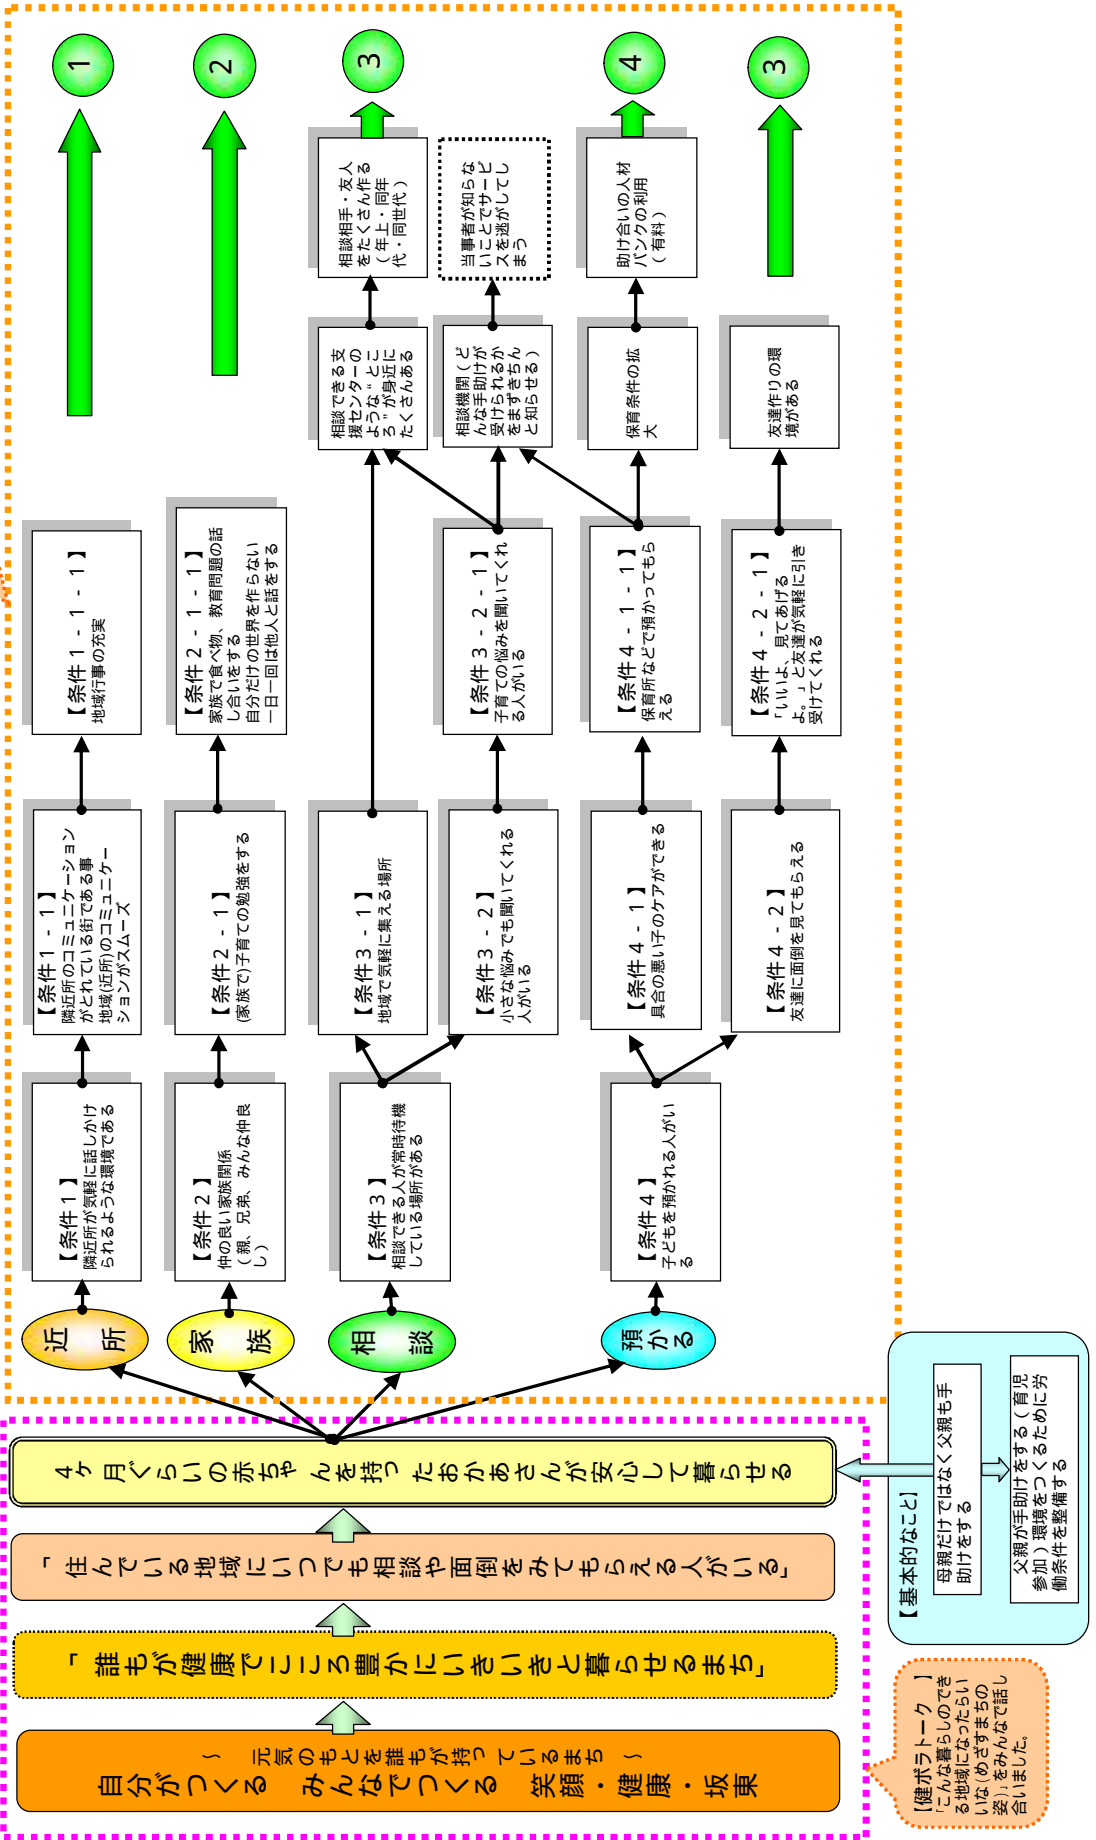 ～　元気のもとを誰もが持っているまち　～
自分がつくる　みんなでつくる　笑顔・健康・坂東
「誰もが健康でこころ豊かにいきいきと暮らせるまち」
「住んでいる地域にいつでも相談や面倒をみてもらえる人がいる」
4ヶ月くらいの赤ちゃんを持ったおかあさんが安心して暮らせる
【健ボラトーク　】
「こんな暮らしのでき
る地域になったらい
いな(めざすまちの
姿)」をみんなで話し
合いました。
【基本的なこと】
母親だけではなく父親も手
助けをする
父親が手助けをする（育児
参加）環境をつくるために労
働条件を整備する
近所
【条件1】
隣近所が気軽に話しかけ
られるような環境である
【条件1-1】
隣近所のコミュニケーション
がとれている街である事
地域(近所)のコミュニケー
ションがスムーズ
【条件1-1-1】
地域行事の充実
1
家族
【条件2】
仲の良い家族関係
（親、兄弟、みんな仲良
し）
【条件2-1】
(家族で)子育ての勉強をする
【条件2-1-1】
家族で食べ物、教育問題の話
し合いをする
自分だけの世界を作らない
一日一回は他人と話をする
2
相談
【条件3】
相談できる人が常時待機
している場所がある
【条件3-1】
地域で気軽に集える場所
相談できる支
援センターの
ような“とこ
ろ”が身近に
たくさんある
相談相手・友人
をたくさん作る
（年上・同年
代・同世代）
3
【条件3-2】
小さな悩みでも聞いてくれる
人がいる
【条件3-2-1】
子育ての悩みを聞いてくれ
る人がいる
相談機関（ど
んな手助けが
受けられるか
をまずきちん
と知らせる）
当事者が知らな
いことでサービ
スを逃がしてし
まう
預かる
【条件4】
子どもを預かれる人がい
る
【条件4-1】
具合の悪い子のケアができる
【条件4-1-1】
保育所などで預かってもら
える
保育条件の拡
大
助け合いの人材
バンクの利用
（有料）
4
【条件4-2】
友達に面倒を見てもらえる
【条件4-2-1】
「いいよ、見てあげる
よ。」と友達が気軽に引き
受けてくれる
友達作りの環
境がある
3